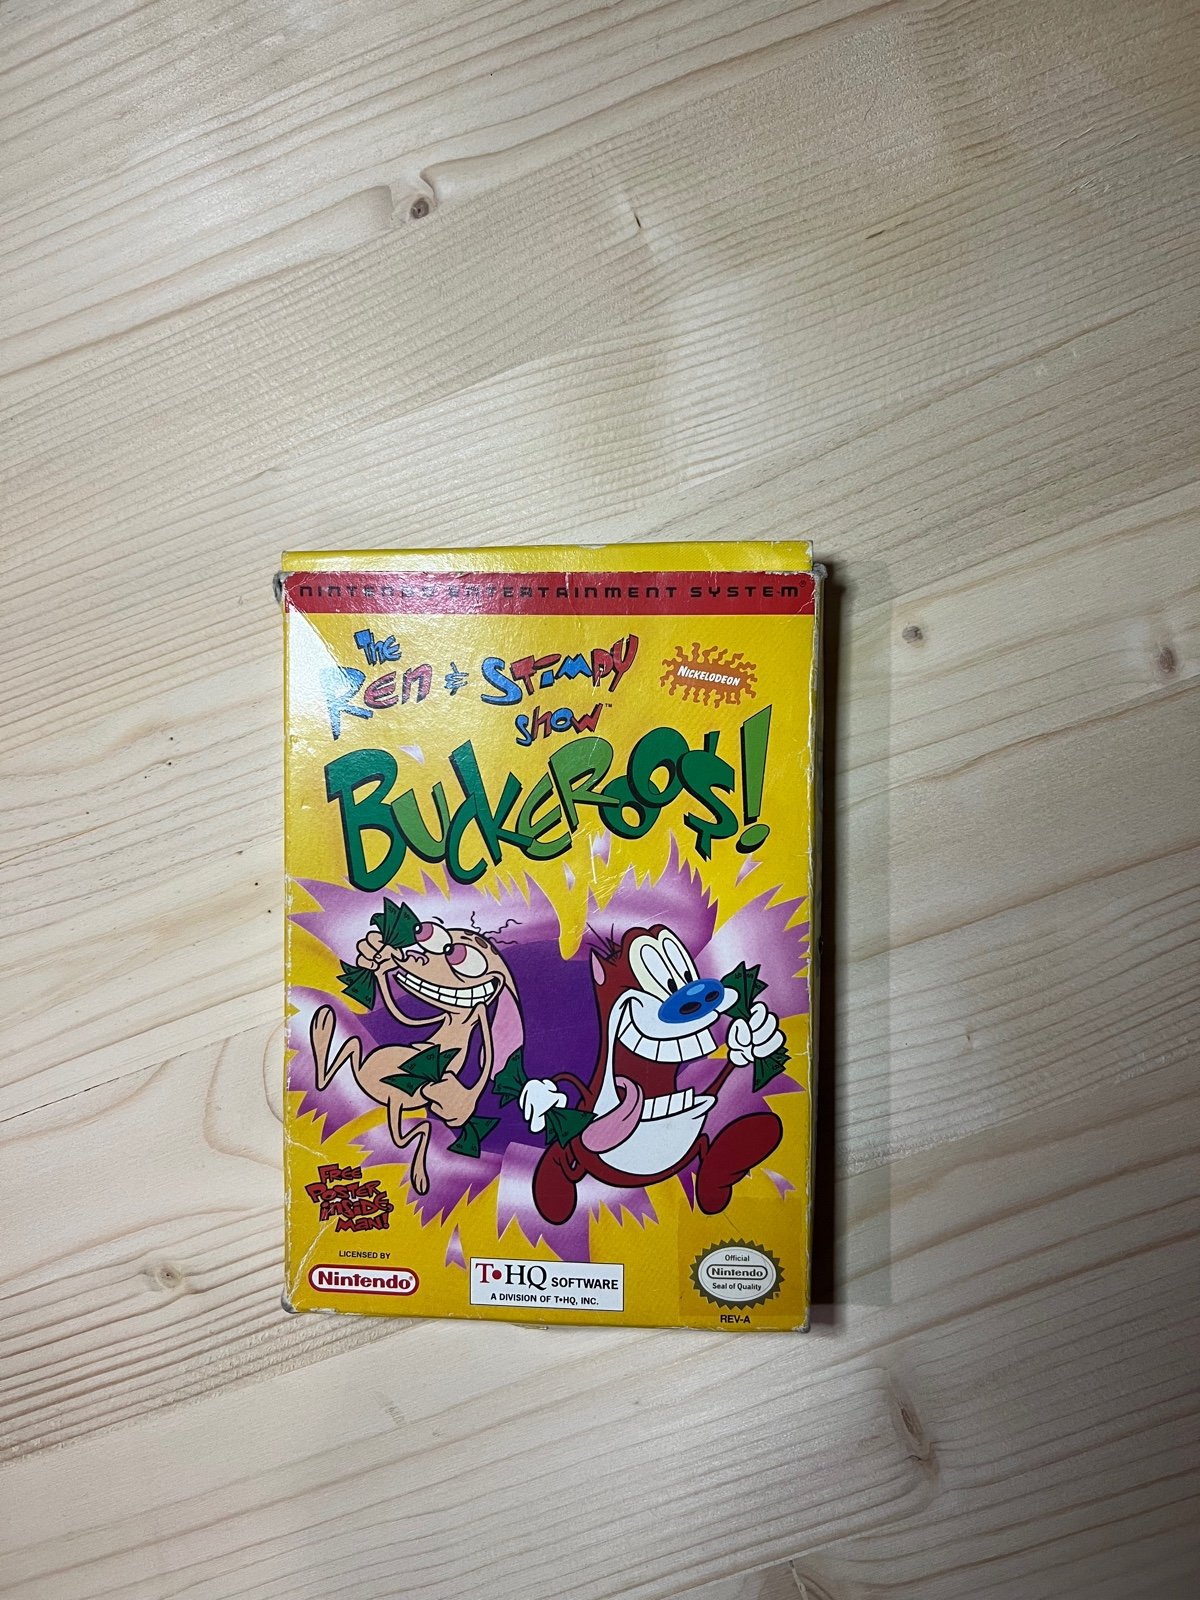 NINTENDO ENTERTAINMENT SYSTEM®
The
Ren & Stimpy
Show™
NICKELODEON
BUCKEROO$!
FREE
POSTER
INSIDE,
MAN!
LICENSED BY
Nintendo®
T•HQ SOFTWARE
A DIVISION OF T•HQ, INC.
Official
Nintendo
Seal of Quality
REV-A